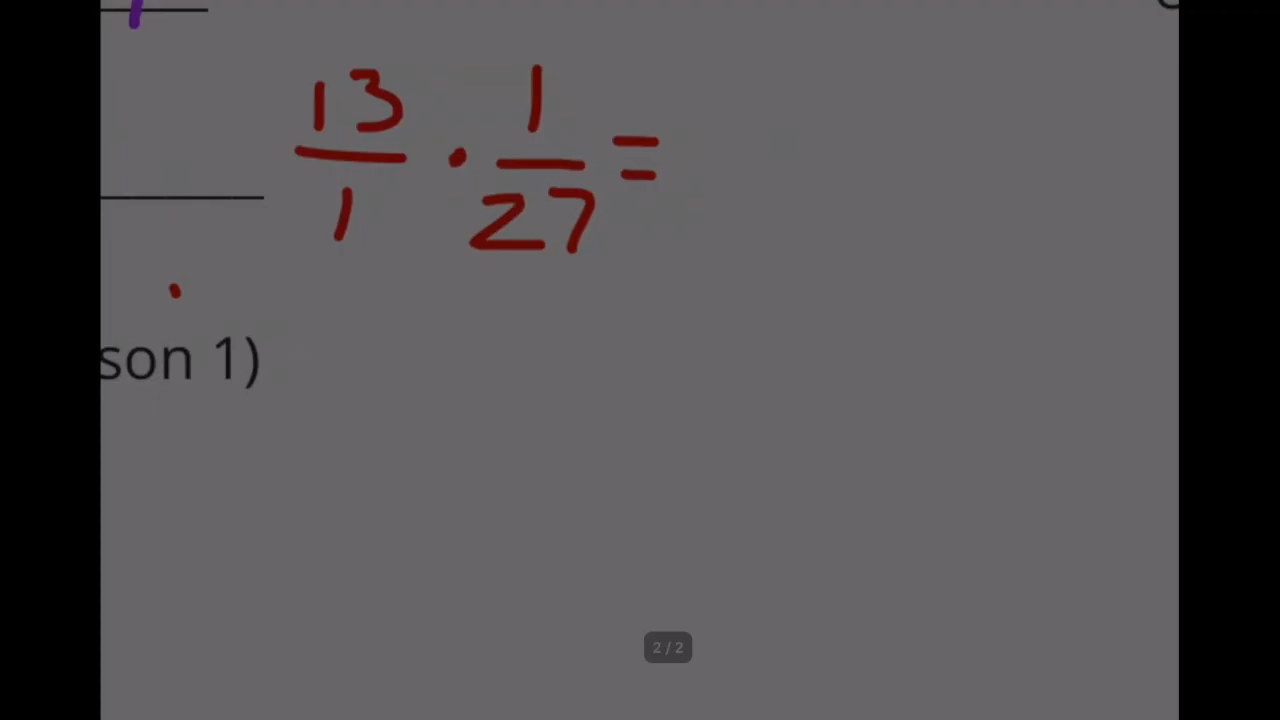 13/1 · 1/27 =
son 1)
2 / 2